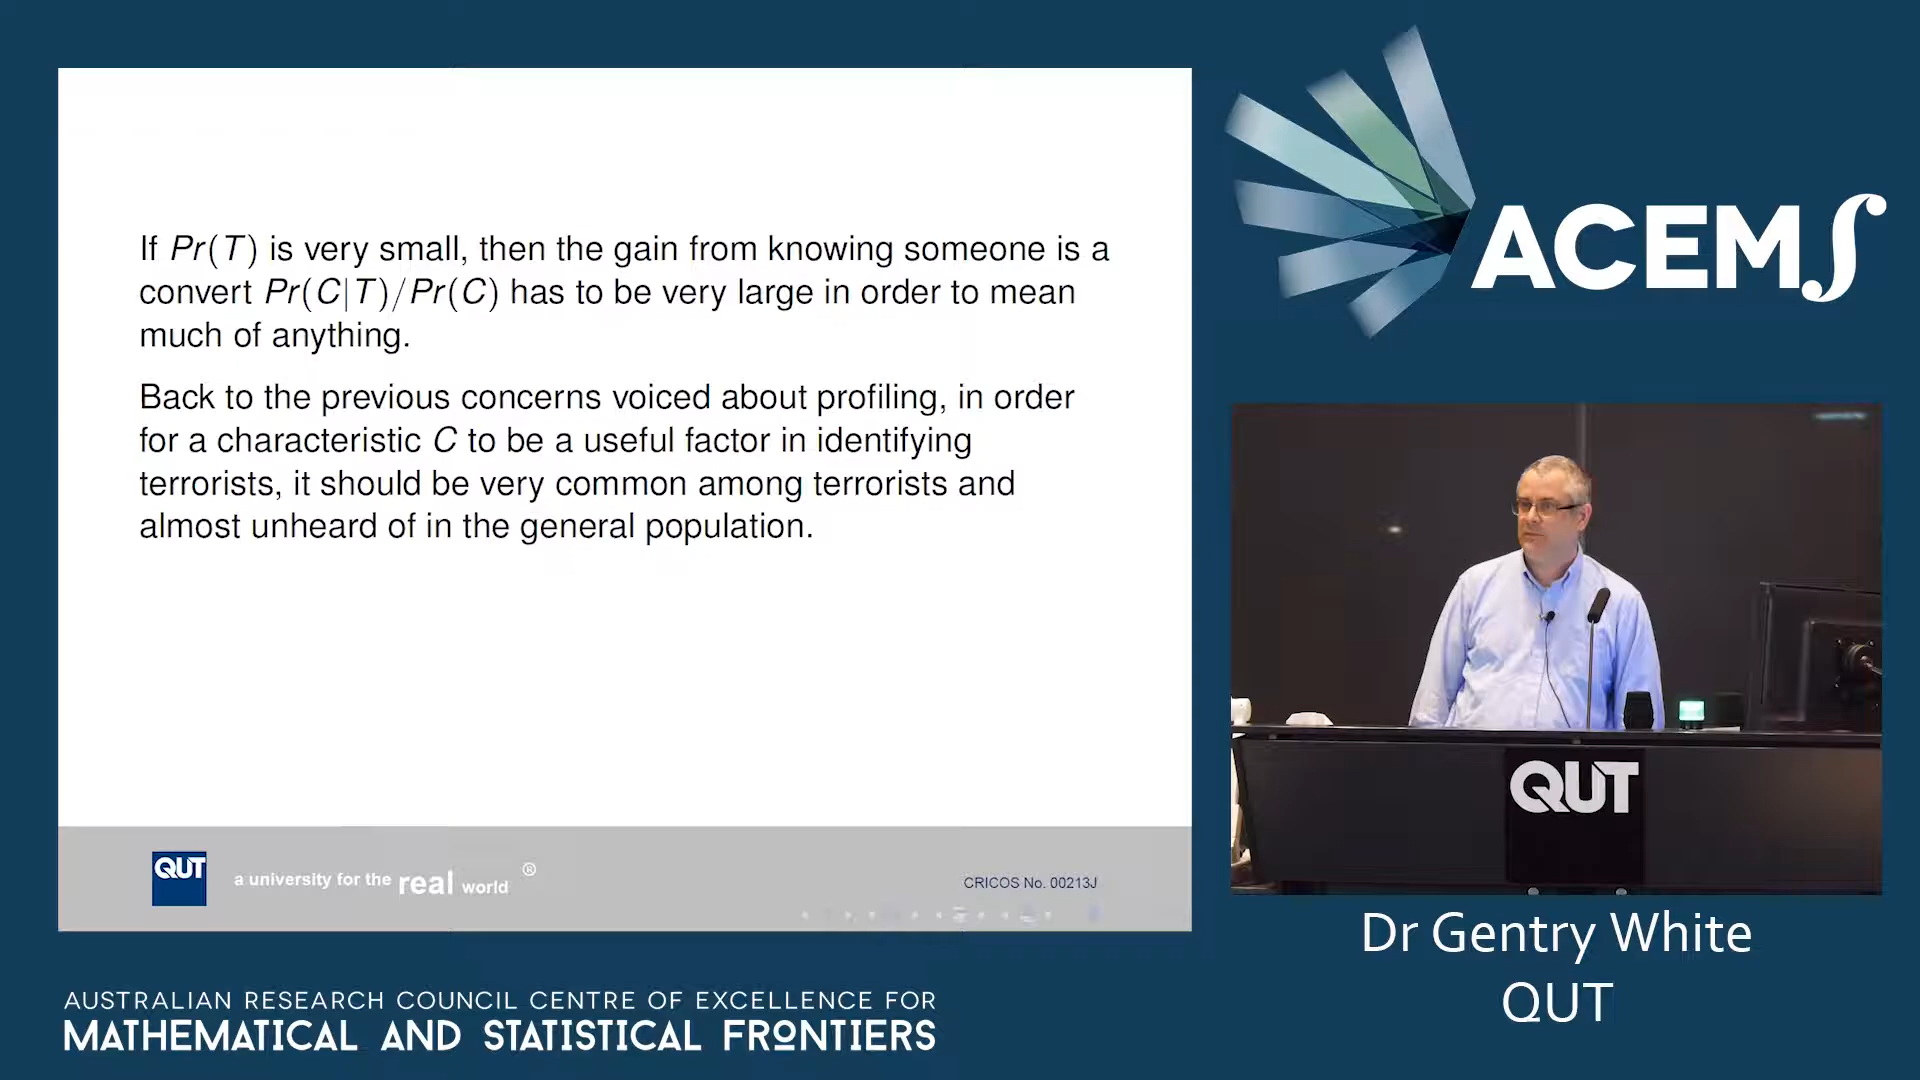 If Pr(T) is very small, then the gain from knowing someone is a
convert Pr(C|T)/Pr(C) has to be very large in order to mean
much of anything.
Back to the previous concerns voiced about profiling, in order
for a characteristic C to be a useful factor in identifying
terrorists, it should be very common among terrorists and
almost unheard of in the general population.
QUT
a university for the real world ®
CRICOS No. 00213J
ACEMS
QUT
Dr Gentry White
QUT
AUSTRALIAN RESEARCH COUNCIL CENTRE OF EXCELLENCE FOR
MATHEMATICAL AND STATISTICAL FRONTIERS